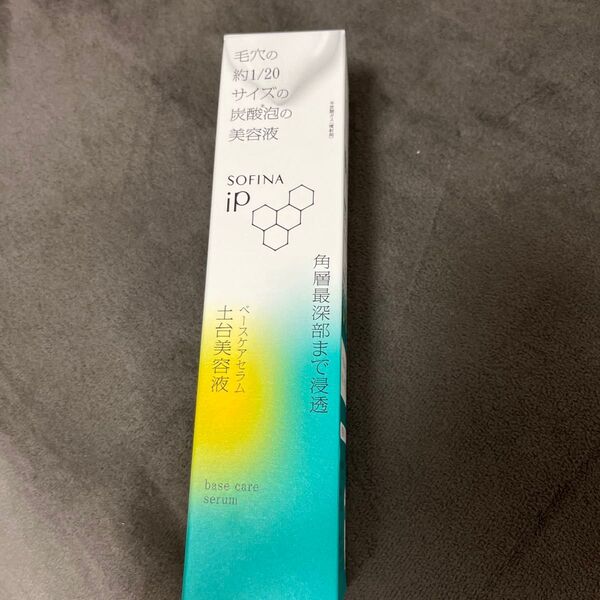 毛穴の
約1/20
サイズの
炭酸泡の
美容液
SOFINA
iP
角層最深部まで浸透
ベースケアセラム
土台美容液
base care
serum